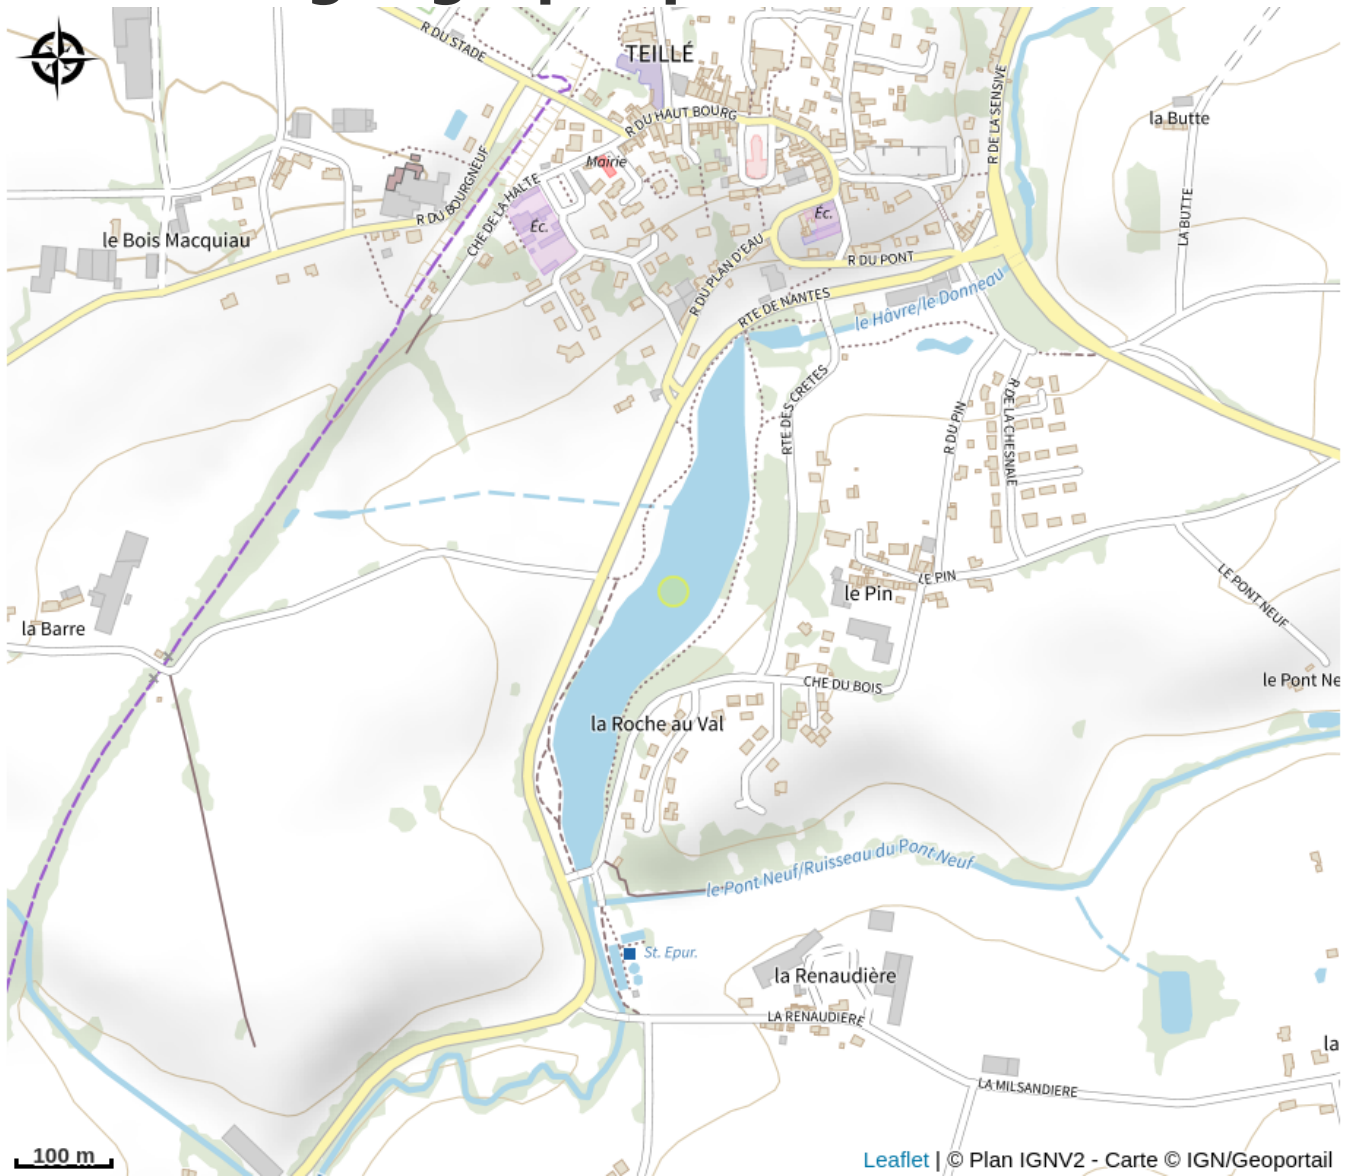 R DU STADE
TEILLÉ
R DE LA SENSIVE
la Butte
R DU HAUT BOURG
Mairie
R DU BOURGNEUF
CHE DE LA HALTE
Éc.
Éc.
LA BUTTE
le Bois Macquiau
R DU PLAN D'EAU
R DU PONT
RTE DE NANTES
le Hâvre/le Donneau
RTE DES CRETES
R DU PIN
R DE LA CHESNAIE
LE PIN
le Pin
LE PONT NEUF
la Barre
le Pont Ne
CHE DU BOIS
la Roche au Val
le Pont Neuf/Ruisseau du Pont Neuf
St. Epur.
la Renaudière
LA RENAUDIERE
la
LA MILSANDIERE
100 m
Leaflet | © Plan IGNV2 - Carte © IGN/Geoportail